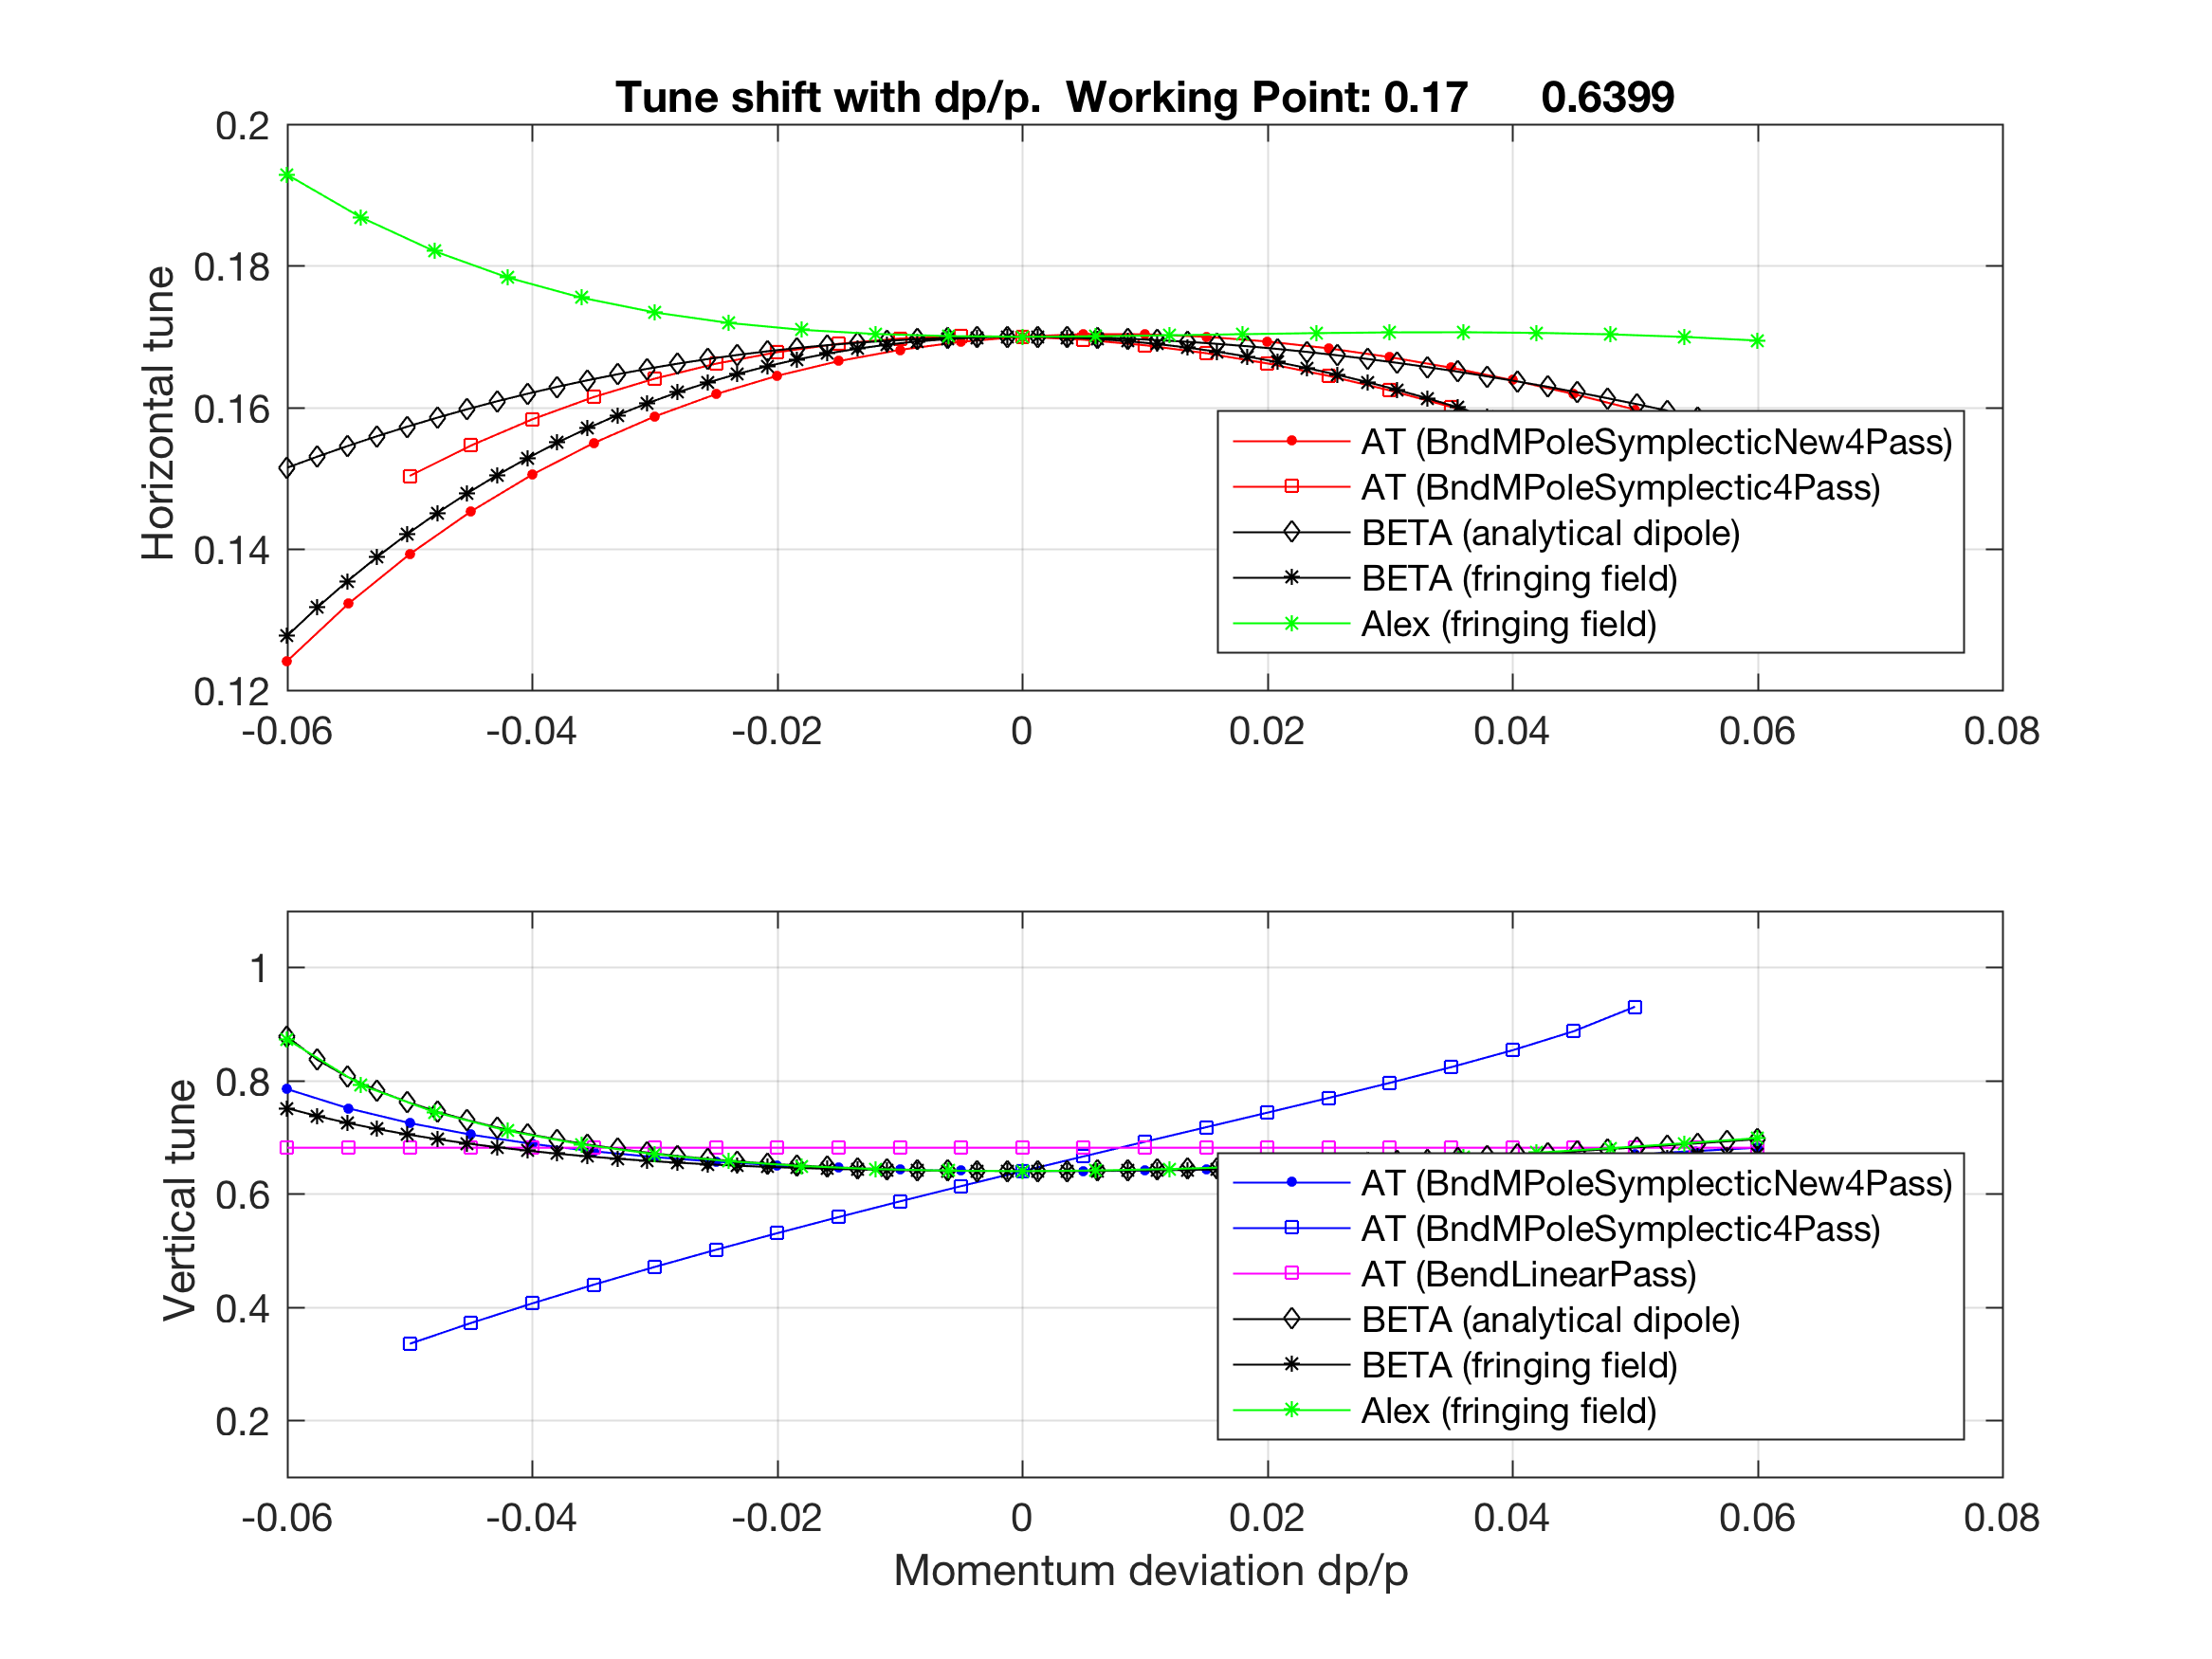 Tune shift with dp/p.  Working Point: 0.17      0.6399
0.2
0.18
0.16
0.14
0.12
Horizontal tune
-0.06 -0.04 -0.02 0 0.02 0.04 0.06 0.08
AT (BndMPoleSymplecticNew4Pass)
AT (BndMPoleSymplectic4Pass)
BETA (analytical dipole)
BETA (fringing field)
Alex (fringing field)
1
0.8
0.6
0.4
0.2
Vertical tune
-0.06 -0.04 -0.02 0 0.02 0.04 0.06 0.08
AT (BndMPoleSymplecticNew4Pass)
AT (BndMPoleSymplectic4Pass)
AT (BendLinearPass)
BETA (analytical dipole)
BETA (fringing field)
Alex (fringing field)
Momentum deviation dp/p